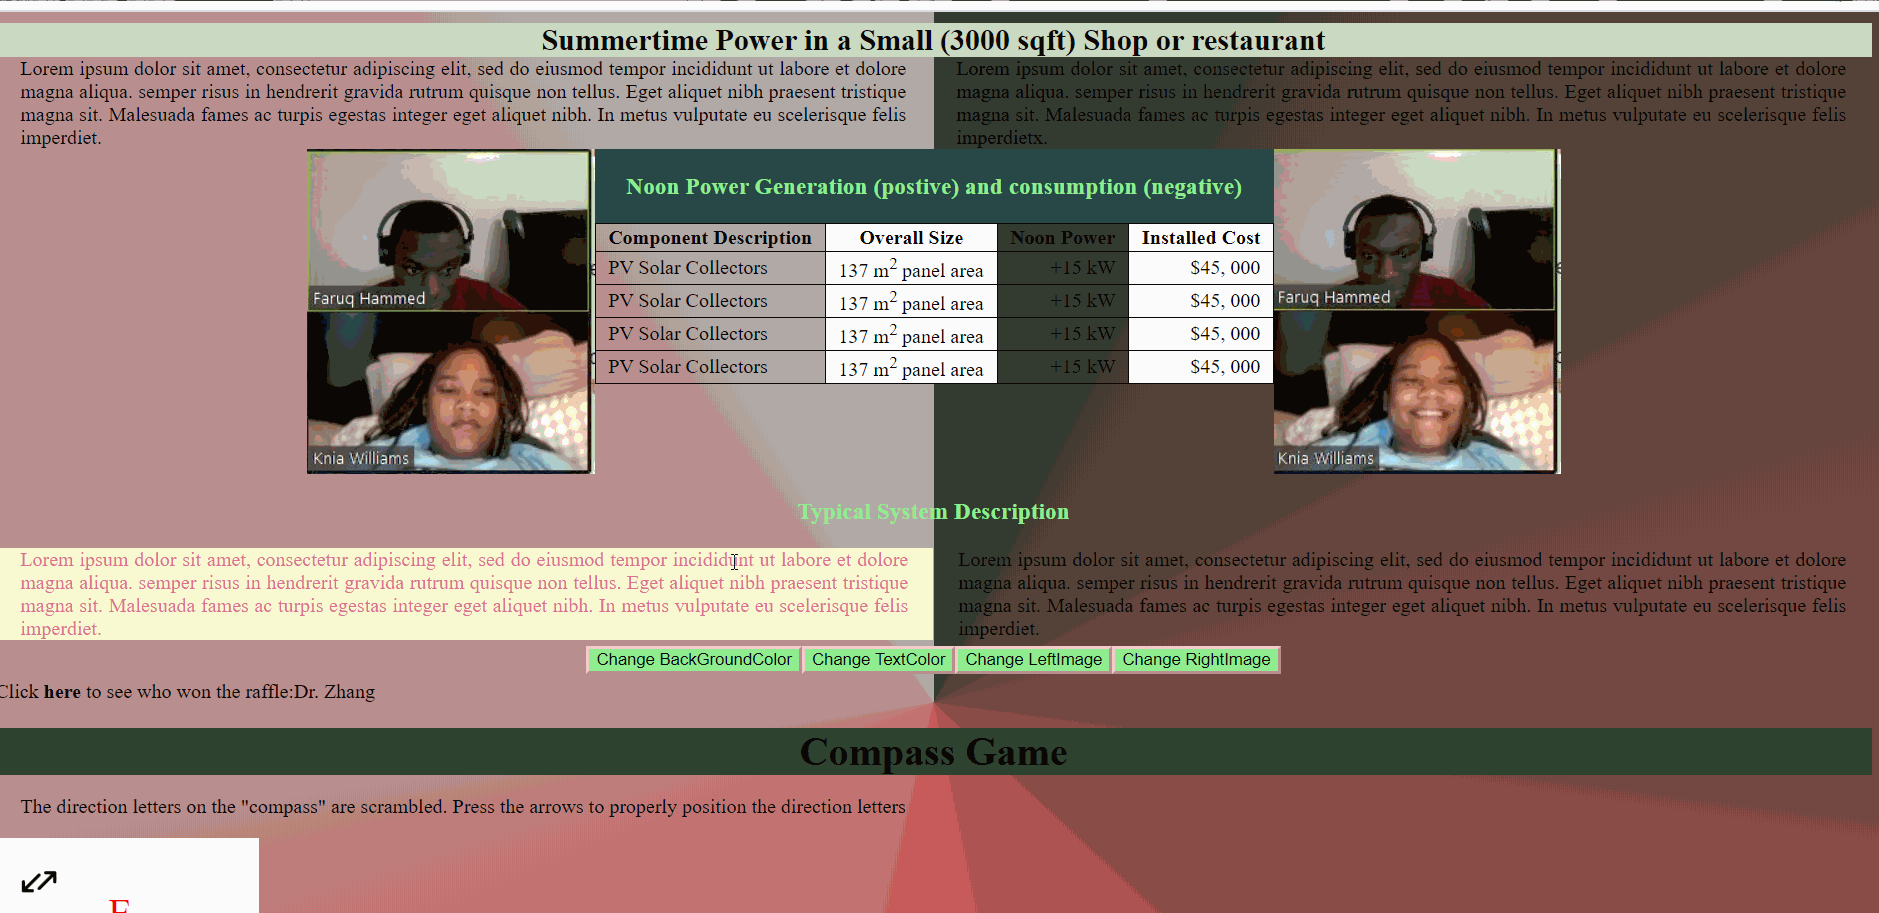 Summertime Power in a Small (3000 sqft) Shop or restaurant
Lorem ipsum dolor sit amet, consectetur adipiscing elit, sed do eiusmod tempor incididunt ut labore et dolore
magna aliqua. semper risus in hendrerit gravida rutrum quisque non tellus. Eget aliquet nibh praesent tristique
magna sit. Malesuada fames ac turpis egestas integer eget aliquet nibh. In metus vulputate eu scelerisque felis
imperdiet.
Lorem ipsum dolor sit amet, consectetur adipiscing elit, sed do eiusmod tempor incididunt ut labore et dolore
magna aliqua. semper risus in hendrerit gravida rutrum quisque non tellus. Eget aliquet nibh praesent tristique
magna sit. Malesuada fames ac turpis egestas integer eget aliquet nibh. In metus vulputate eu scelerisque felis
imperdietx.
Faruq Hammed
Knia Williams
Noon Power Generation (postive) and consumption (negative)
Component Description Overall Size Noon Power Installed Cost
PV Solar Collectors 137 m2 panel area +15 kW $45, 000
PV Solar Collectors 137 m2 panel area +15 kW $45, 000
PV Solar Collectors 137 m2 panel area +15 kW $45, 000
PV Solar Collectors 137 m2 panel area +15 kW $45, 000
Faruq Hammed
Knia Williams
Typical System Description
Lorem ipsum dolor sit amet, consectetur adipiscing elit, sed do eiusmod tempor incididunt ut labore et dolore
magna aliqua. semper risus in hendrerit gravida rutrum quisque non tellus. Eget aliquet nibh praesent tristique
magna sit. Malesuada fames ac turpis egestas integer eget aliquet nibh. In metus vulputate eu scelerisque felis
imperdiet.
Lorem ipsum dolor sit amet, consectetur adipiscing elit, sed do eiusmod tempor incididunt ut labore et dolore
magna aliqua. semper risus in hendrerit gravida rutrum quisque non tellus. Eget aliquet nibh praesent tristique
magna sit. Malesuada fames ac turpis egestas integer eget aliquet nibh. In metus vulputate eu scelerisque felis
imperdiet.
Change BackGroundColor Change TextColor Change LeftImage Change RightImage
Click here to see who won the raffle:Dr. Zhang
Compass Game
The direction letters on the "compass" are scrambled. Press the arrows to properly position the direction letters